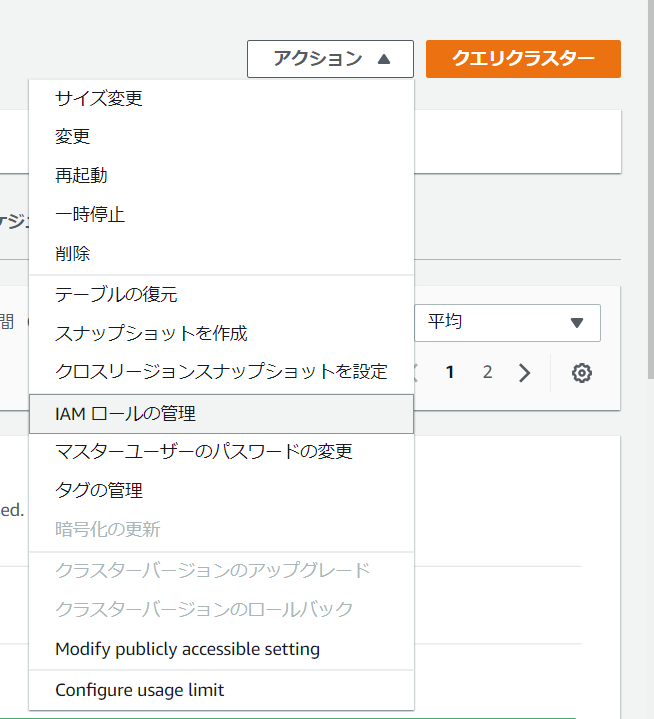 アクション
クエリクラスター
サイズ変更
変更
再起動
一時停止
削除
テーブルの復元
スナップショットを作成
クロスリージョンスナップショットを設定
IAM ロールの管理
マスターユーザーのパスワードの変更
タグの管理
暗号化の更新
クラスターバージョンのアップグレード
クラスターバージョンのロールバック
Modify publicly accessible setting
Configure usage limit
間
平均
1 2
ed.